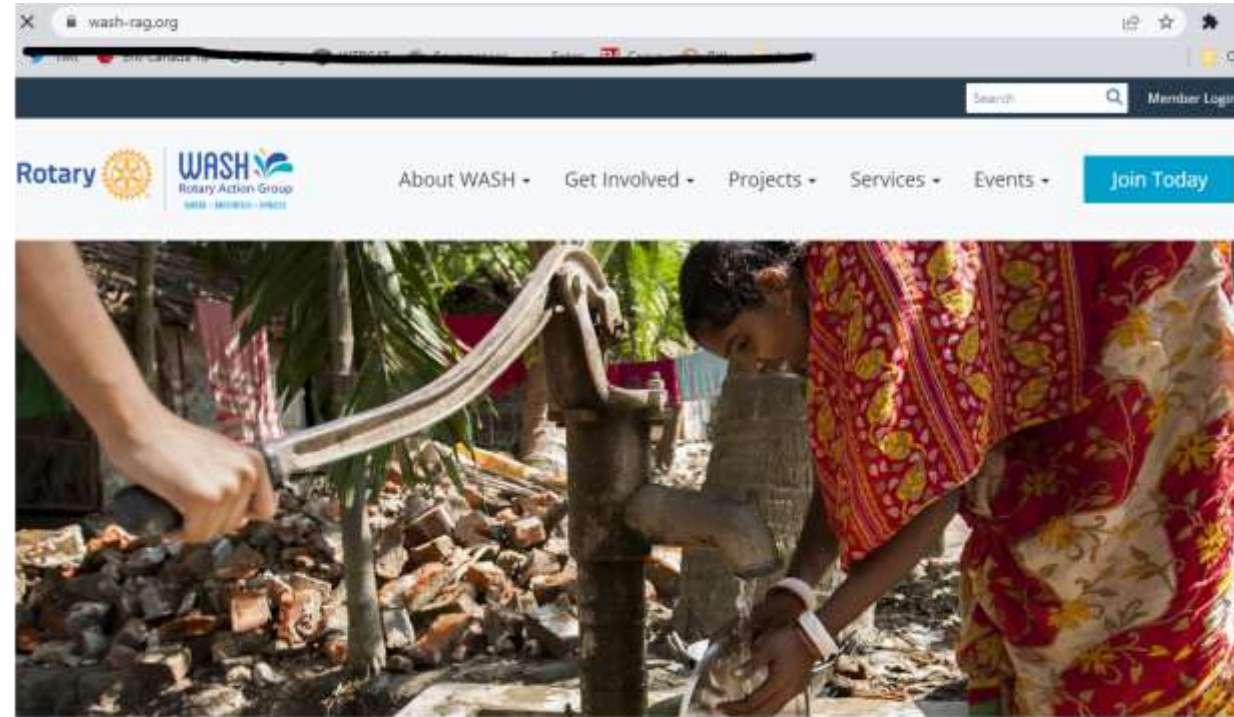 wash-rag.org
Search
Member Login
Rotary
WASH
Rotary Action Group
About WASH
Get Involved
Projects
Services
Events
Join Today